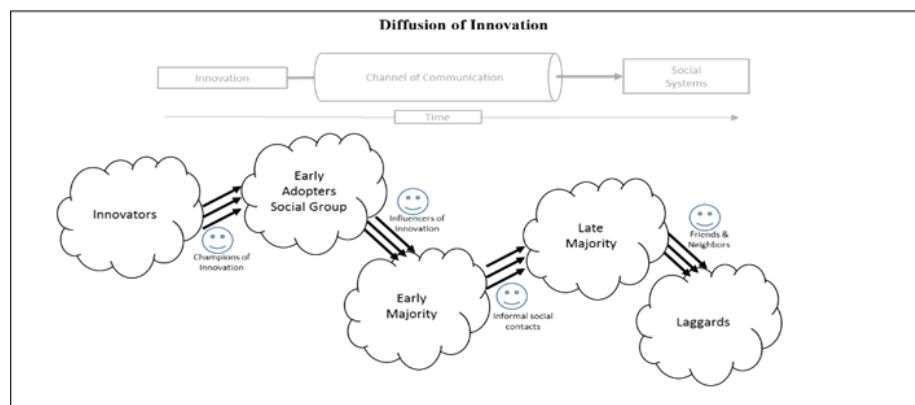 Diffusion of Innovation
Innovation
Channel of Communication
Social
Systems
Time
Innovators
Early
Adopters
Social Group
Champions of
Innovation
Influencers of
Innovation
Early
Majority
Informal social
contacts
Late
Majority
Friends &
Neighbors
Laggards